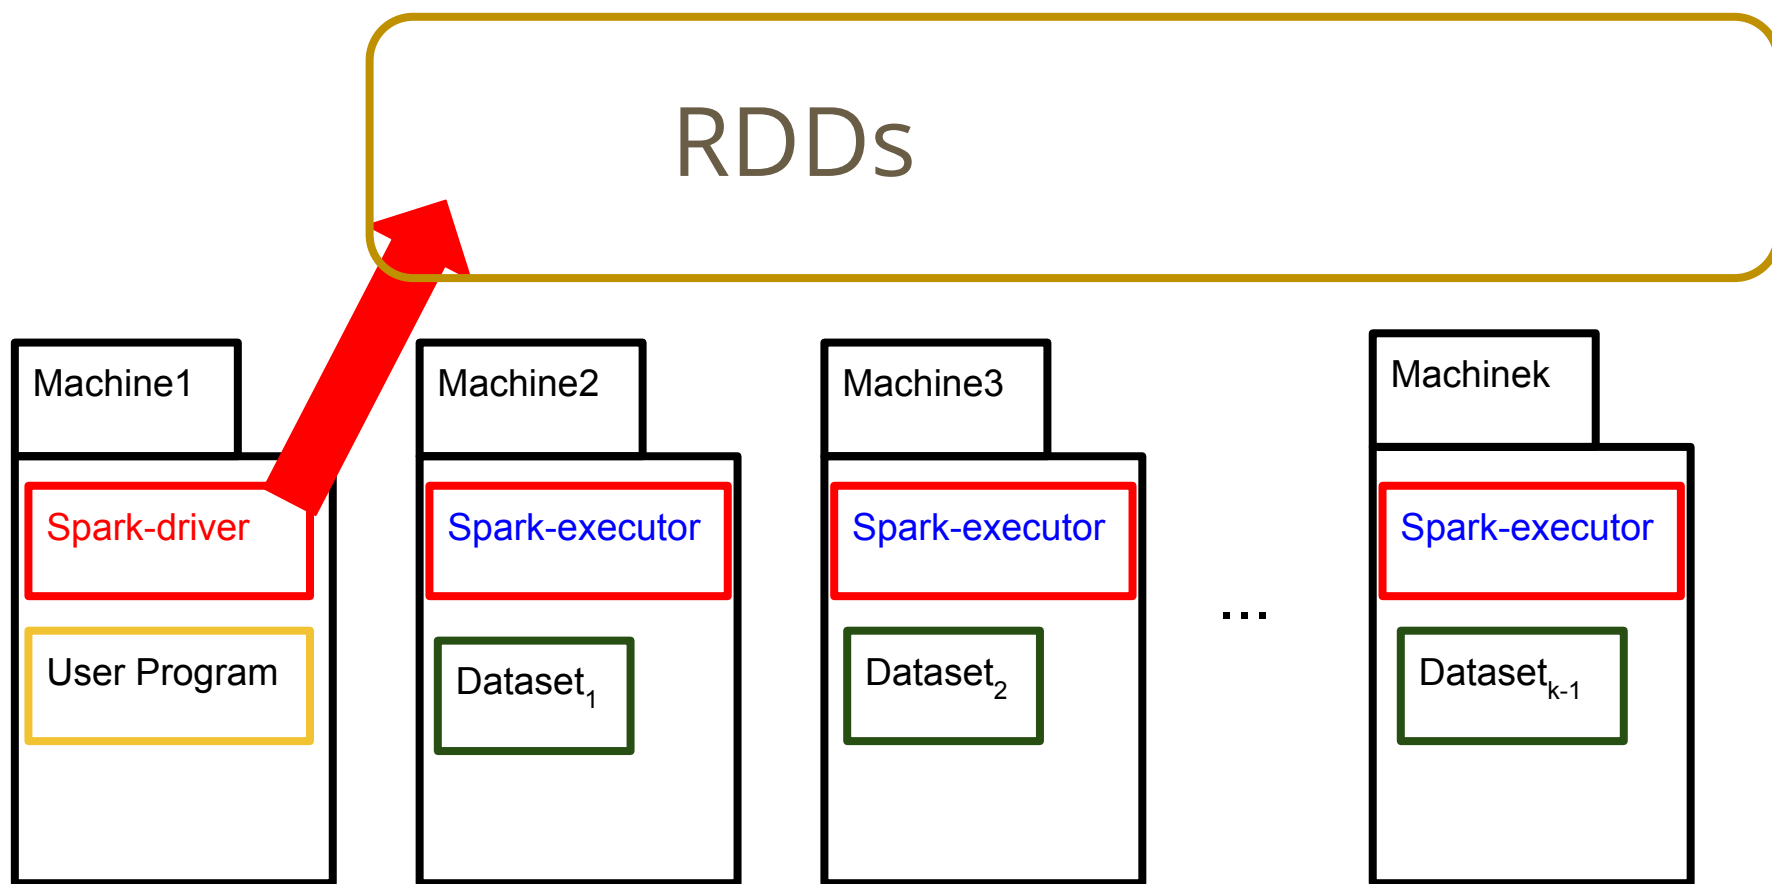 RDDs
Machine1
Machine2
Machine3
Machinek
Spark-driver
Spark-executor
Spark-executor
Spark-executor
...
User Program
Dataset1
Dataset2
Datasetk-1